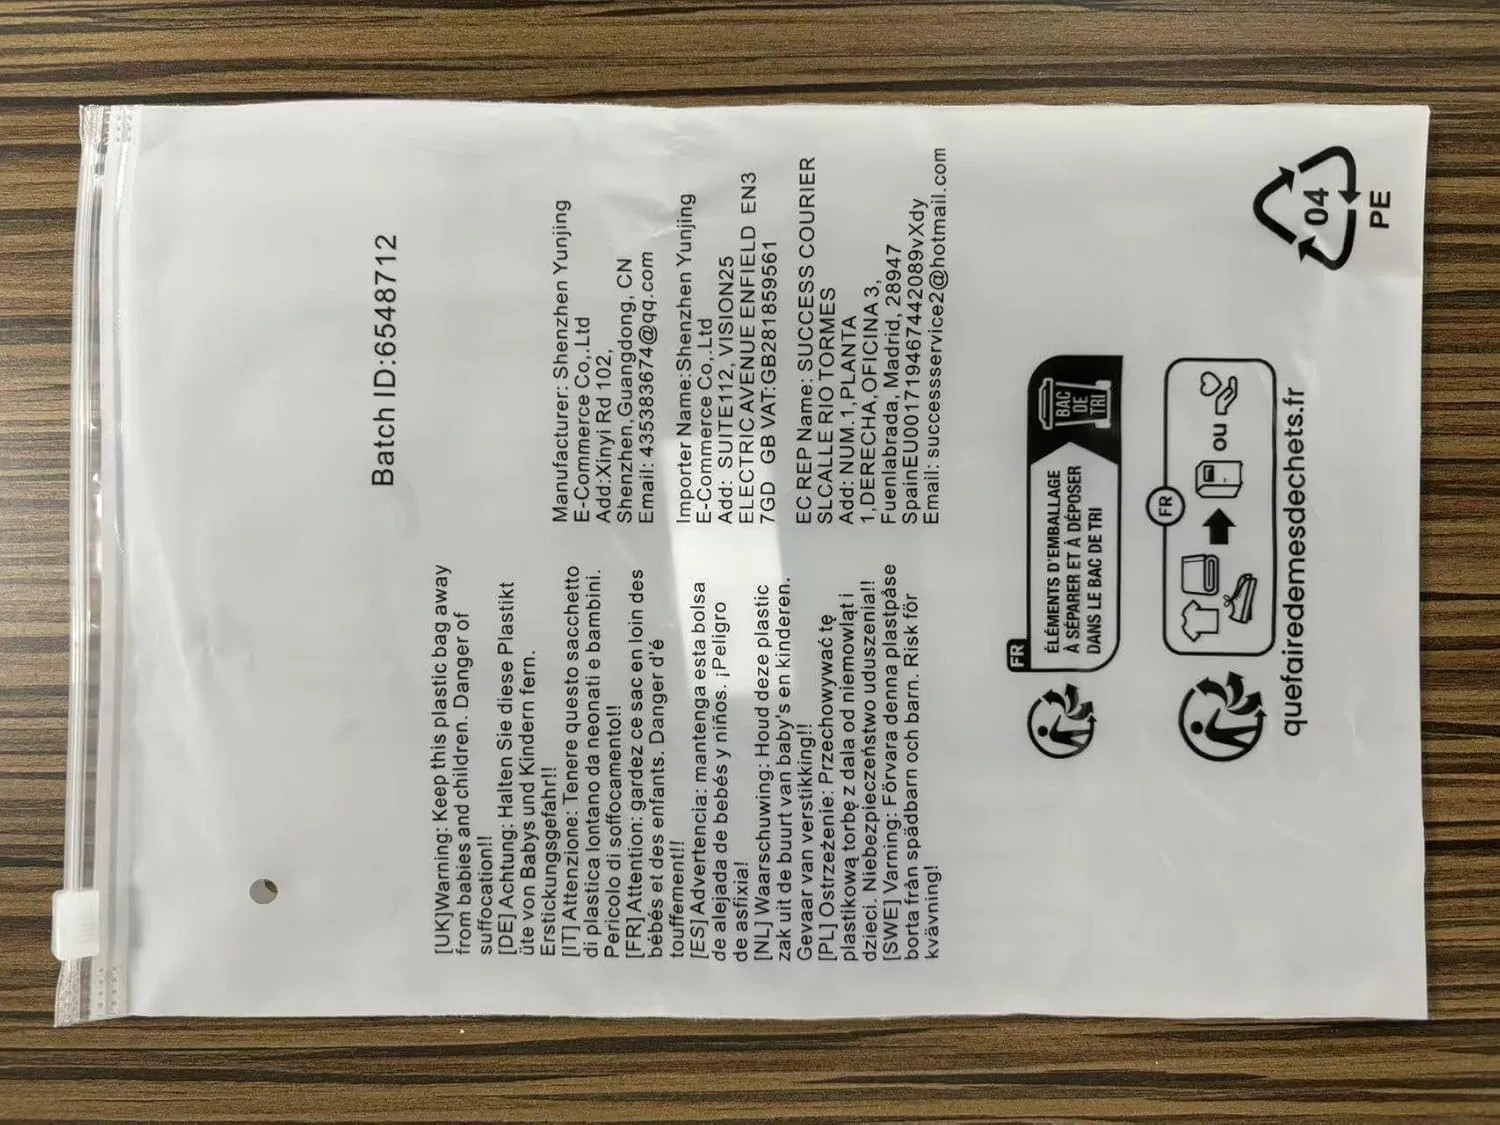 Batch ID:6548712
[UK]Warning: Keep this plastic bag away
from babies and children. Danger of
suffocation!!
[DE] Achtung: Halten Sie diese Plastikt
üte von Babys und Kindern fern.
Erstickungsgefahr!!
[IT] Attenzione: Tenere questo sacchetto
di plastica lontano da neonati e bambini.
Pericolo di soffocamento!!
[FR] Attention: gardez ce sac en loin des
bébés et des enfants. Danger d'é
touffement!!
[ES] Advertencia: mantenga esta bolsa
de alejada de bebés y niños. ¡Peligro
de asfixia!
[NL] Waarschuwing: Houd deze plastic
zak uit de buurt van baby's en kinderen.
Gevaar van verstikking!!
[PL] Ostrzeżenie: Przechowywać tę
plastikową torbę z dala od niemowląt i
dzieci. Niebezpieczeństwo uduszenia!!
[SWE] Varning: Förvara denna plastpåse
borta från spädbarn och barn. Risk för
kvävning!
Manufacturer: Shenzhen Yunjing
E-Commerce Co,.Ltd
Add:Xinyi Rd 102,
Shenzhen,Guangdong, CN
Email: 435383674@qq.com
Importer Name:Shenzhen Yunjing
E-Commerce Co,.Ltd
Add: SUITE112, VISION25
ELECTRIC AVENUE ENFIELD EN3
7GD GB VAT:GB281859561
EC REP Name: SUCCESS COURIER
SLCALLE RIO TORMES
Add: NUM.1,PLANTA
1,DERECHA,OFICINA 3,
Fuenlabrada, Madrid, 28947
SpainEU00171946744 2089vXdy
Email: successservice2@hotmail.com
FR
ÉLÉMENTS D'EMBALLAGE
À SÉPARER ET À DÉPOSER
DANS LE BAC DE TRI
BAC
DE
TRI
FR
ou
quefairedemesdechets.fr
04
PE